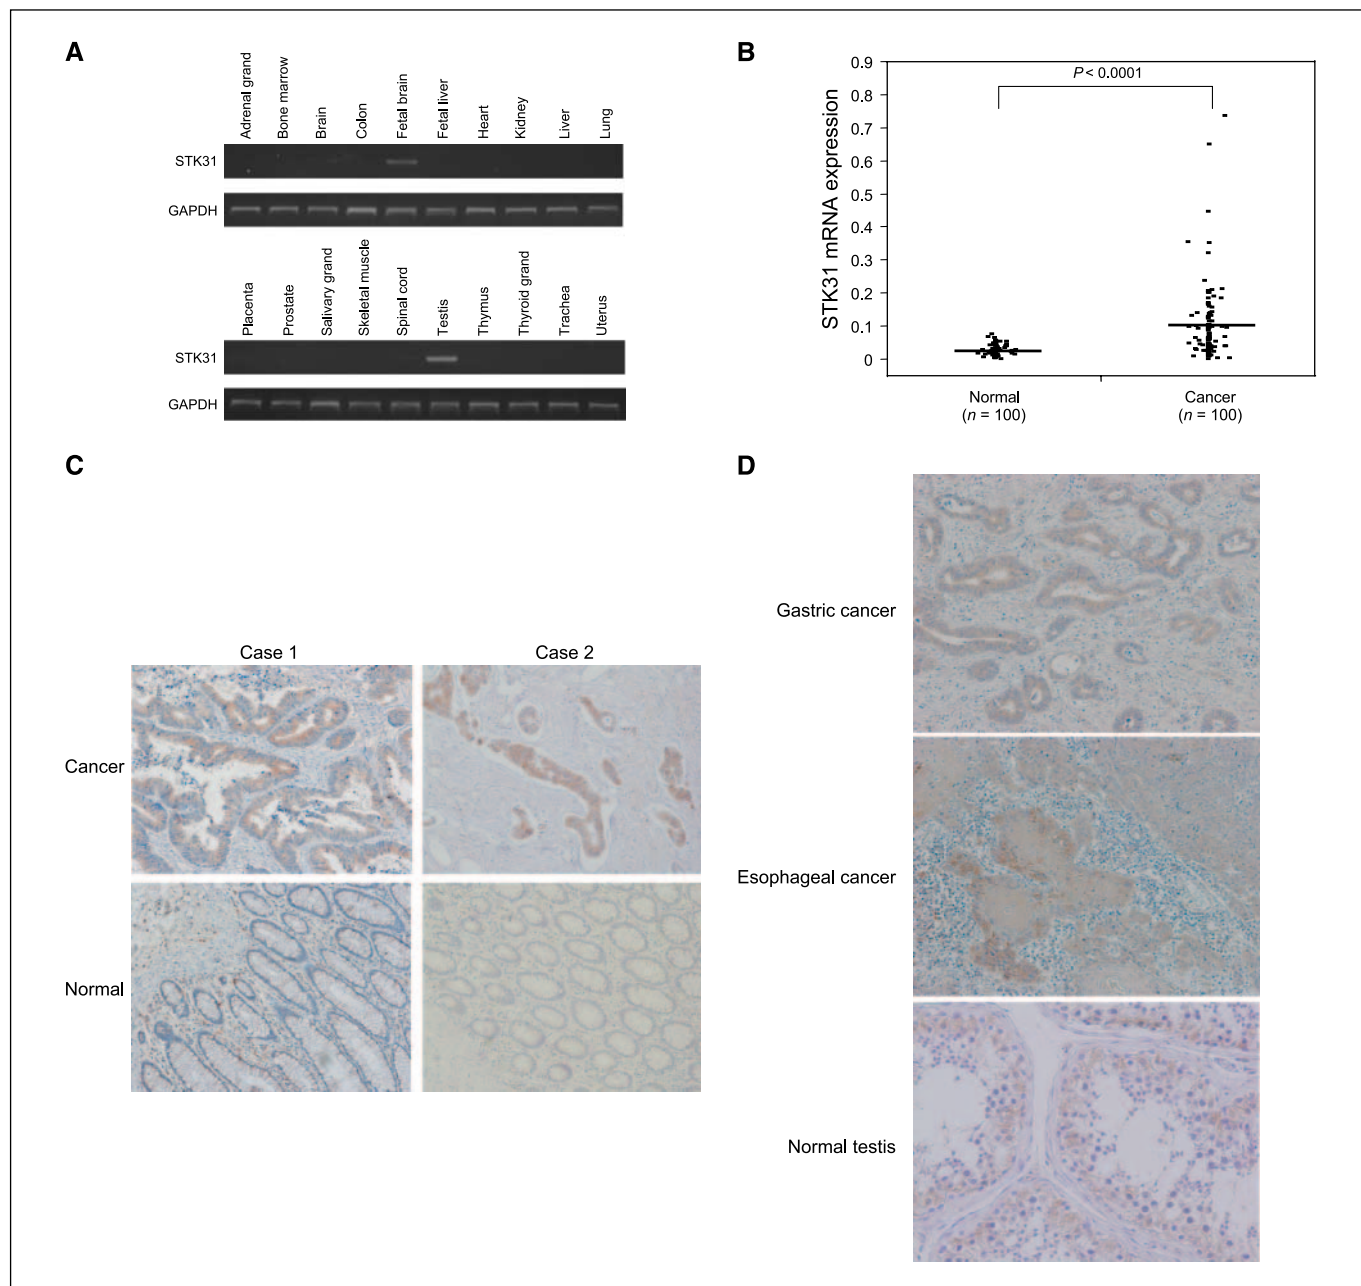 A
Adrenal grand
Bone marrow
Brain
Colon
Fetal brain
Fetal liver
Heart
Kidney
Liver
Lung
STK31
GAPDH
Placenta
Prostate
Salivary grand
Skeletal muscle
Spinal cord
Testis
Thymus
Thyroid grand
Trachea
Uterus
STK31
GAPDH
B
STK31 mRNA expression
0.9
0.8
0.7
0.6
0.5
0.4
0.3
0.2
0.1
0
P < 0.0001
Normal
(n = 100)
Cancer
(n = 100)
C
Case 1
Case 2
Cancer
Normal
D
Gastric cancer
Esophageal cancer
Normal testis